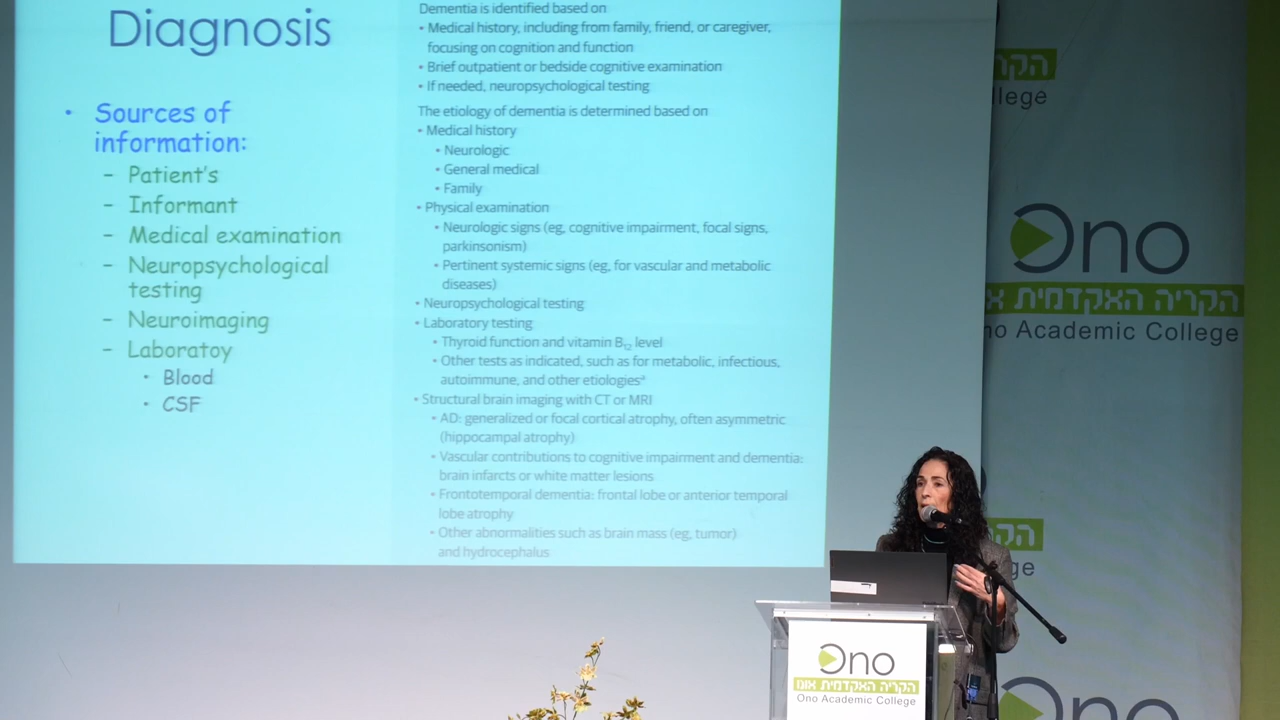 Diagnosis
• Sources of
information:
– Patient's
– Informant
– Medical examination
– Neuropsychological
testing
– Neuroimaging
– Laboratoy
• Blood
• CSF
Dementia is identified based on
• Medical history, including from family, friend, or caregiver,
focusing on cognition and function
• Brief outpatient or bedside cognitive examination
• If needed, neuropsychological testing
The etiology of dementia is determined based on
• Medical history
• Neurologic
• General medical
• Family
• Physical examination
• Neurologic signs (eg, cognitive impairment, focal signs,
parkinsonism)
• Pertinent systemic signs (eg, for vascular and metabolic
diseases)
• Neuropsychological testing
• Laboratory testing
• Thyroid function and vitamin B12 level
• Other tests as indicated, such as for metabolic, infectious,
autoimmune, and other etiologiesa
• Structural brain imaging with CT or MRI
• AD: generalized or focal cortical atrophy, often asymmetric
(hippocampal atrophy)
• Vascular contributions to cognitive impairment and dementia:
brain infarcts or white matter lesions
• Frontotemporal dementia: frontal lobe or anterior temporal
lobe atrophy
• Other abnormalities such as brain mass (eg, tumor)
and hydrocephalus
הקר
llege
Ono
הקריה האקדמית א
no Academic College
הקר
ge
Ono
הקריה האקדמית אונו
Ono Academic College
Ono